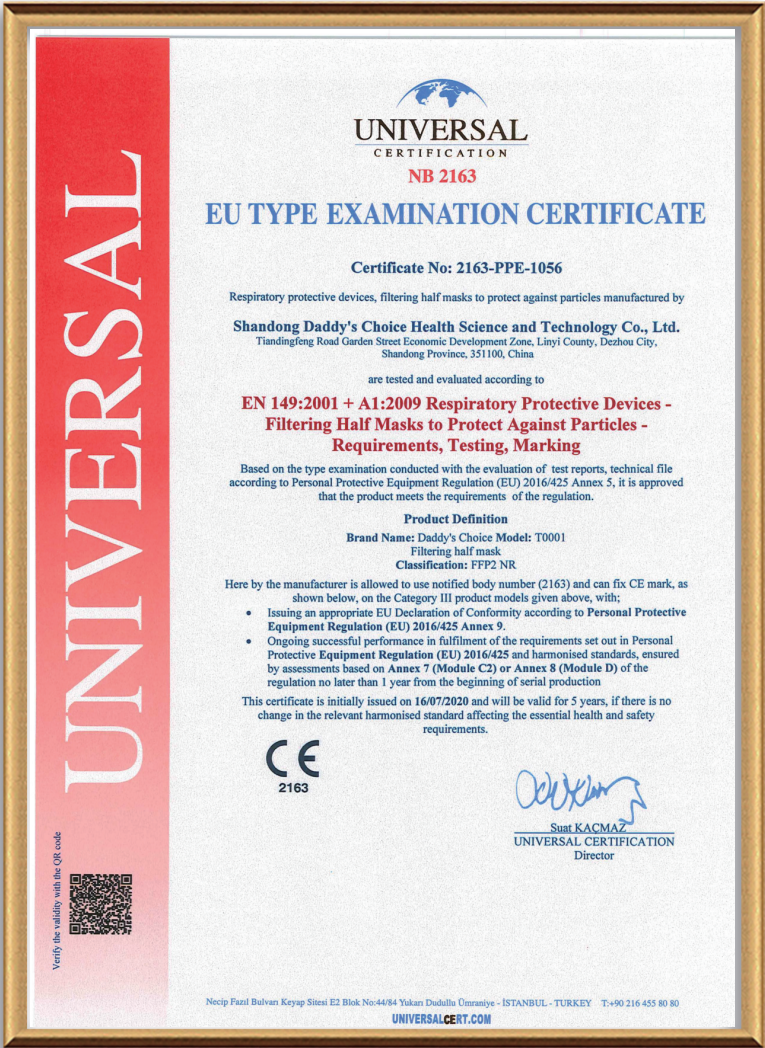 UNIVERSAL
UNIVERSAL
CERTIFICATION
NB 2163
EU TYPE EXAMINATION CERTIFICATE
Certificate No: 2163-PPE-1056
Respiratory protective devices, filtering half masks to protect against particles manufactured by
Shandong Daddy's Choice Health Science and Technology Co., Ltd.
Tiandingfeng Road Garden Street Economic Development Zone, Linyi County, Dezhou City,
Shandong Province, 351100, China
are tested and evaluated according to
EN 149:2001 + A1:2009 Respiratory Protective Devices -
Filtering Half Masks to Protect Against Particles -
Requirements, Testing, Marking
Based on the type examination conducted with the evaluation of test reports, technical file
according to Personal Protective Equipment Regulation (EU) 2016/425 Annex 5, it is approved
that the product meets the requirements of the regulation.
Product Definition
Brand Name: Daddy's Choice Model: T0001
Filtering half mask
Classification: FFP2 NR
Here by the manufacturer is allowed to use notified body number (2163) and can fix CE mark, as
shown below, on the Category III product models given above, with;
• Issuing an appropriate EU Declaration of Conformity according to Personal Protective
Equipment Regulation (EU) 2016/425 Annex 9.
• Ongoing successful performance in fulfilment of the requirements set out in Personal
Protective Equipment Regulation (EU) 2016/425 and harmonised standards, ensured
by assessments based on Annex 7 (Module C2) or Annex 8 (Module D) of the
regulation no later than 1 year from the beginning of serial production
This certificate is initially issued on 16/07/2020 and will be valid for 5 years, if there is no
change in the relevant harmonised standard affecting the essential health and safety
requirements.
CE
2163
Suat KAÇMAZ
UNIVERSAL CERTIFICATION
Director
Verify the validity with the QR code
Necip Fazıl Bulvarı Keyap Sitesi E2 Blok No:44/84 Yukarı Dudullu Ümraniye - İSTANBUL - TURKEY T:+90 216 455 80 80
UNIVERSALCERT.COM